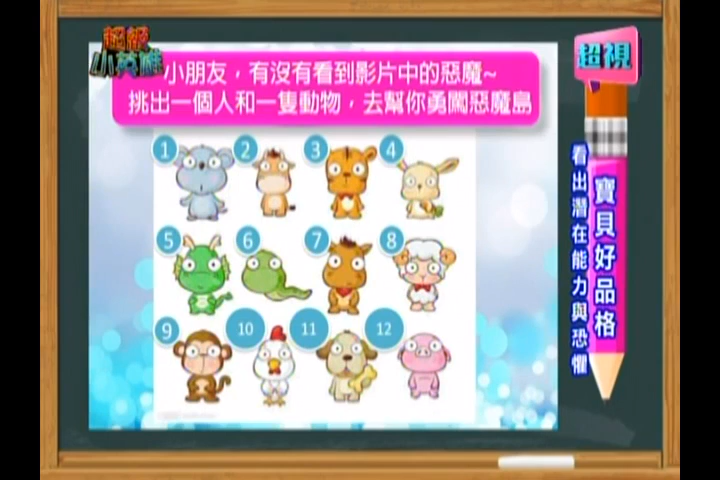 超級
小英雄
小朋友，有沒有看到影片中的惡魔~
挑出一個人和一隻動物，去幫你勇闖惡魔島
超視
寶貝好品格
看出潛在能力與恐懼
1
2
3
4
5
6
7
8
9
10
11
12